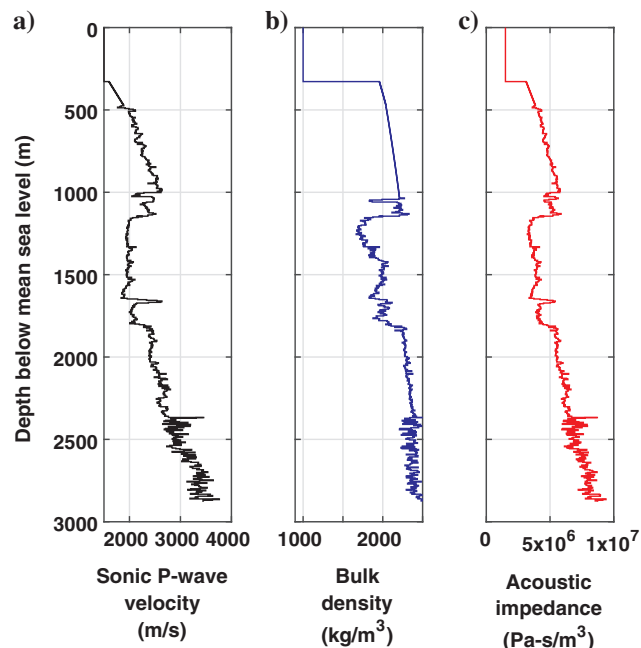 a) b) c)
0
500
1000
1500
2000
2500
3000
Depth below mean sea level (m)
2000 3000 4000
1000 2000
0 5x10⁶ 1x10⁷
Sonic P-wave
velocity
(m/s)
Bulk
density
(kg/m³)
Acoustic
impedance
(Pa-s/m³)